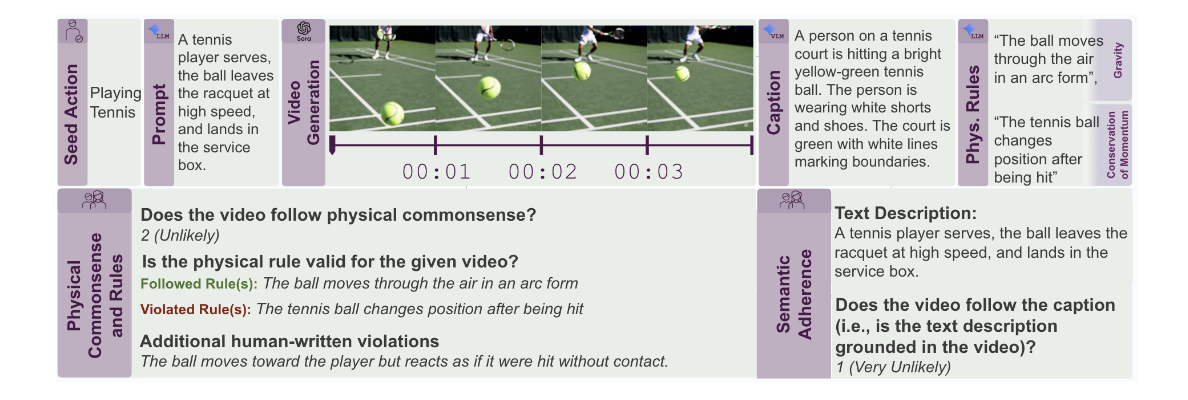 Seed Action
Playing
Tennis
LLM
Prompt
A tennis
player serves,
the ball leaves
the racquet at
high speed,
and lands in
the service
box.
Sora
Video
Generation
00:01 00:02 00:03
VLM
Caption
A person on a tennis
court is hitting a bright
yellow-green tennis
ball. The person is
wearing white shorts
and shoes. The court is
green with white lines
marking boundaries.
LLM
Phys. Rules
“The ball moves
through the air
in an arc form”,
Gravity
“The tennis ball
changes
position after
being hit”
Conservation
of Momentum
Physical
Commonsense
and Rules
Does the video follow physical commonsense?
2 (Unlikely)
Is the physical rule valid for the given video?
Followed Rule(s): The ball moves through the air in an arc form
Violated Rule(s): The tennis ball changes position after being hit
Additional human-written violations
The ball moves toward the player but reacts as if it were hit without contact.
Semantic
Adherence
Text Description:
A tennis player serves, the ball leaves the
racquet at high speed, and lands in the
service box.
Does the video follow the caption
(i.e., is the text description
grounded in the video)?
1 (Very Unlikely)